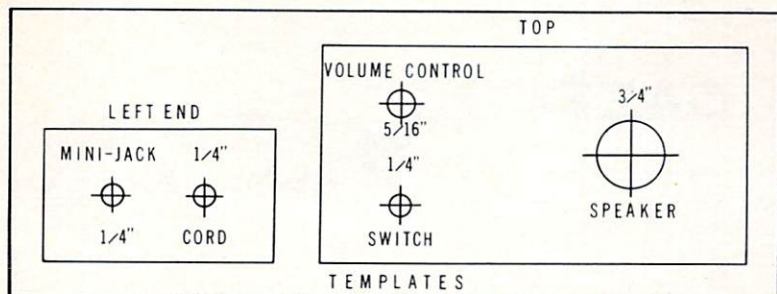 TOP
VOLUME CONTROL
5/16"
1/4"
SWITCH
3/4"
SPEAKER
LEFT END
MINI-JACK 1/4"
1/4" CORD
TEMPLATES